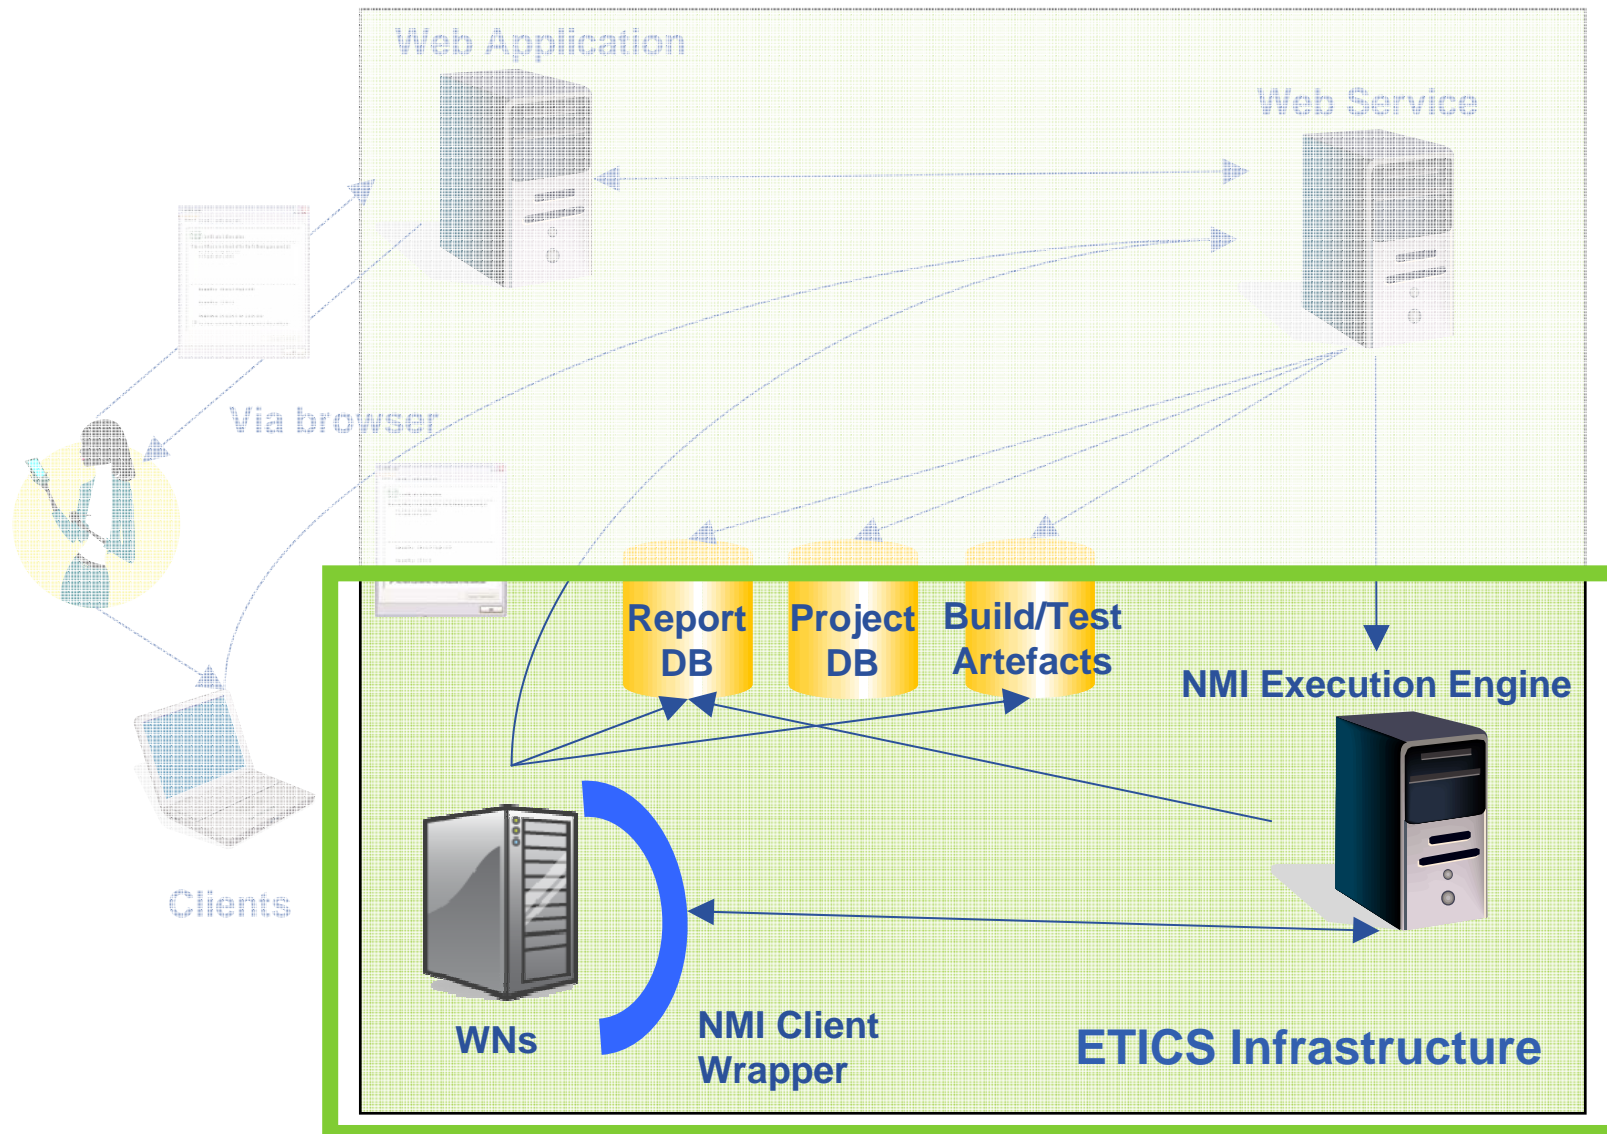 Web Application
Web Service
Via browser
Report
DB
Project
DB
Build/Test
Artefacts
NMI Execution Engine
Clients
WNs
NMI Client
Wrapper
ETICS Infrastructure